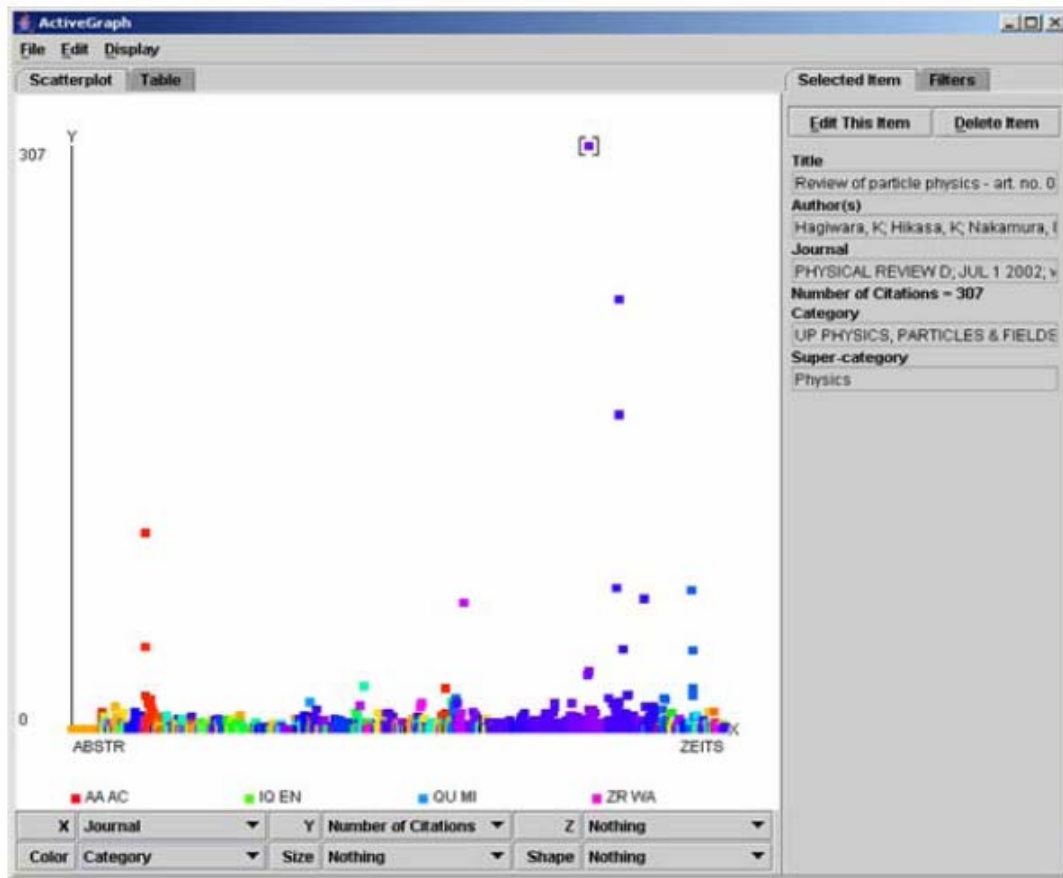 ActiveGraph
File Edit Display
Scatterplot Table
Selected Item Filters
Edit This Item Delete Item
Title
Review of particle physics - art. no. 0
Author(s)
Hagiwara, K; Hikasa, K; Nakamura,
Journal
PHYSICAL REVIEW D; JUL 1 2002; v
Number of Citations = 307
Category
UP PHYSICS, PARTICLES & FIELDS
Super-category
Physics
Y
307
0
X
ABSTR ZEITS
AA AC IQ EN QU MI ZR WA
X Journal Y Number of Citations Z Nothing
Color Category Size Nothing Shape Nothing